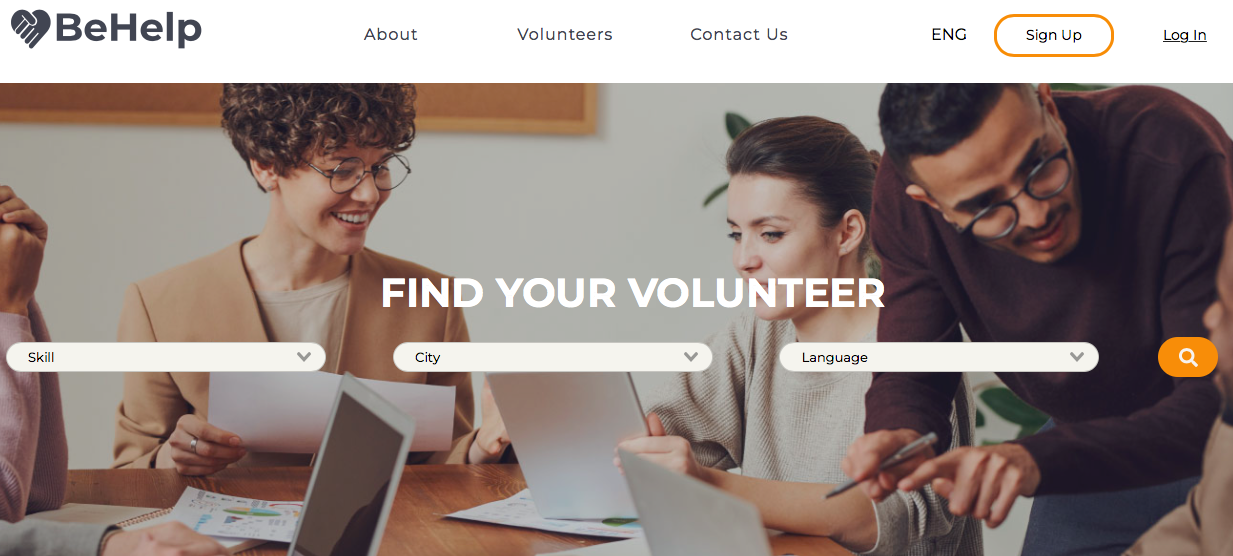 BeHelp
About
Volunteers
Contact Us
ENG
Sign Up
Log In
FIND YOUR VOLUNTEER
Skill
City
Language